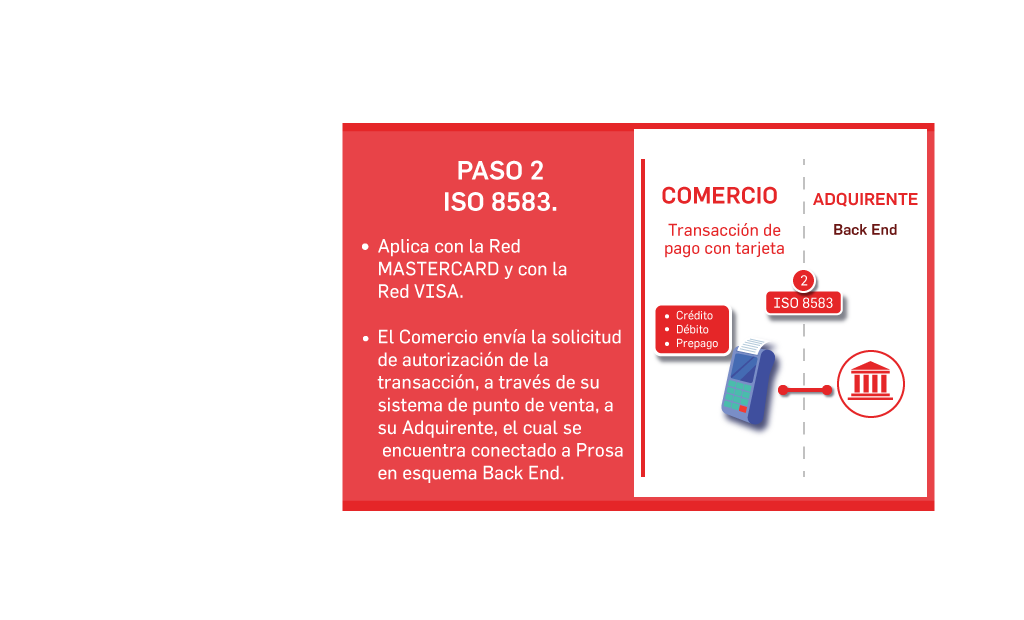 PASO 2
ISO 8583.
• Aplica con la Red
MASTERCARD y con la
Red VISA.
• El Comercio envía la solicitud
de autorización de la
transacción, a través de su
sistema de punto de venta, a
su Adquirente, el cual se
encuentra conectado a Prosa
en esquema Back End.
COMERCIO
Transacción de
pago con tarjeta
ADQUIRENTE
Back End
2
ISO 8583
• Crédito
• Débito
• Prepago